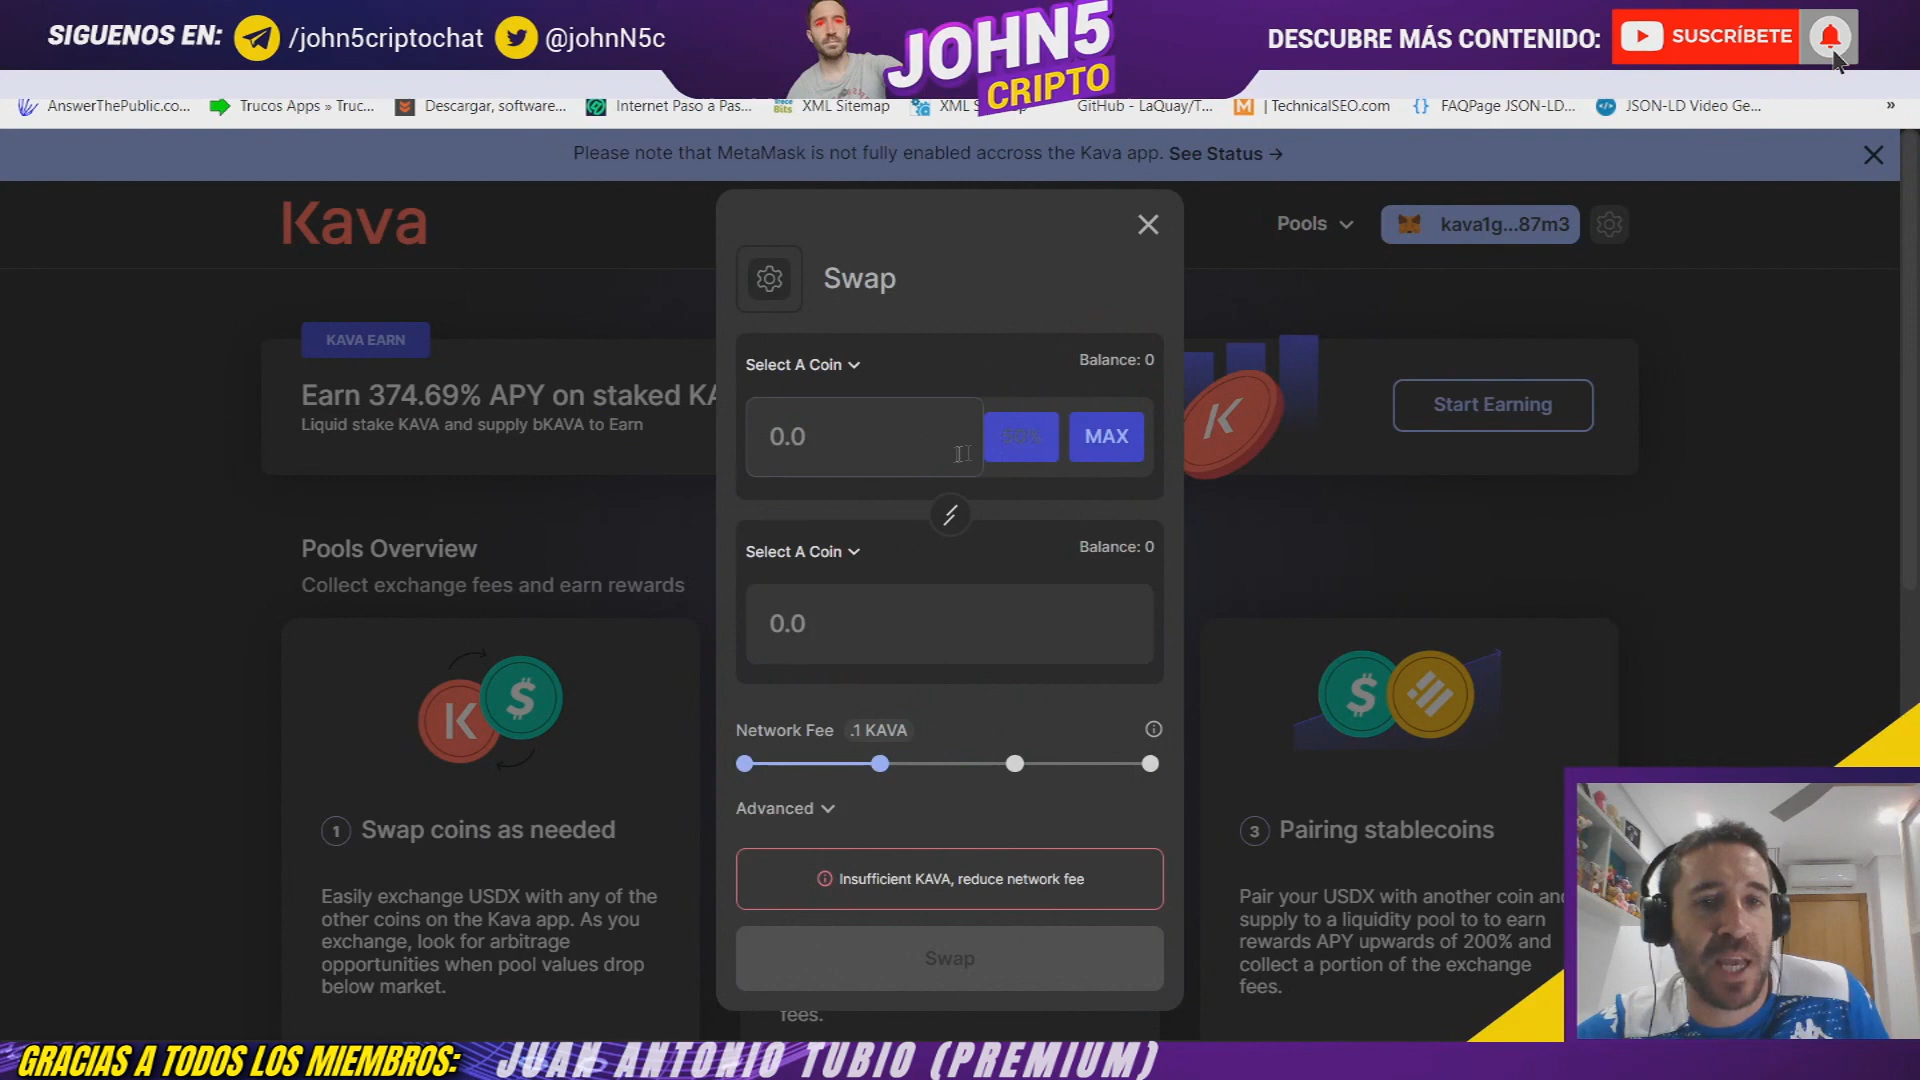 SIGUENOS EN:
/john5criptochat
@johnN5c
JOHN5
CRIPTO
DESCUBRE MÁS CONTENIDO:
SUSCRÍBETE
AnswerThePublic.co...
Trucos Apps » Truc...
Descargar, software...
Internet Paso a Pas...
XML Sitemap
XML S
GitHub - LaQuay/T...
| TechnicalSEO.com
FAQPage JSON-LD...
JSON-LD Video Ge...
»
Please note that MetaMask is not fully enabled accross the Kava app. See Status →
Kava
Pools
kava1g...87m3
Swap
KAVA EARN
Earn 374.69% APY on staked KA
Liquid stake KAVA and supply bKAVA to Earn
Start Earning
Select A Coin
Balance: 0
0.0
MAX
Select A Coin
Balance: 0
0.0
Pools Overview
Collect exchange fees and earn rewards
Network Fee .1 KAVA
Advanced
Insufficient KAVA, reduce network fee
Swap
1 Swap coins as needed
Easily exchange USDX with any of the
other coins on the Kava app. As you
exchange, look for arbitrage
opportunities when pool values drop
below market.
fees.
3 Pairing stablecoins
Pair your USDX with another coin and
supply to a liquidity pool to to earn
rewards APY upwards of 200% and
collect a portion of the exchange
fees.
GRACIAS A TODOS LOS MIEMBROS:
JUAN ANTONIO TUBIO (PREMIUM)